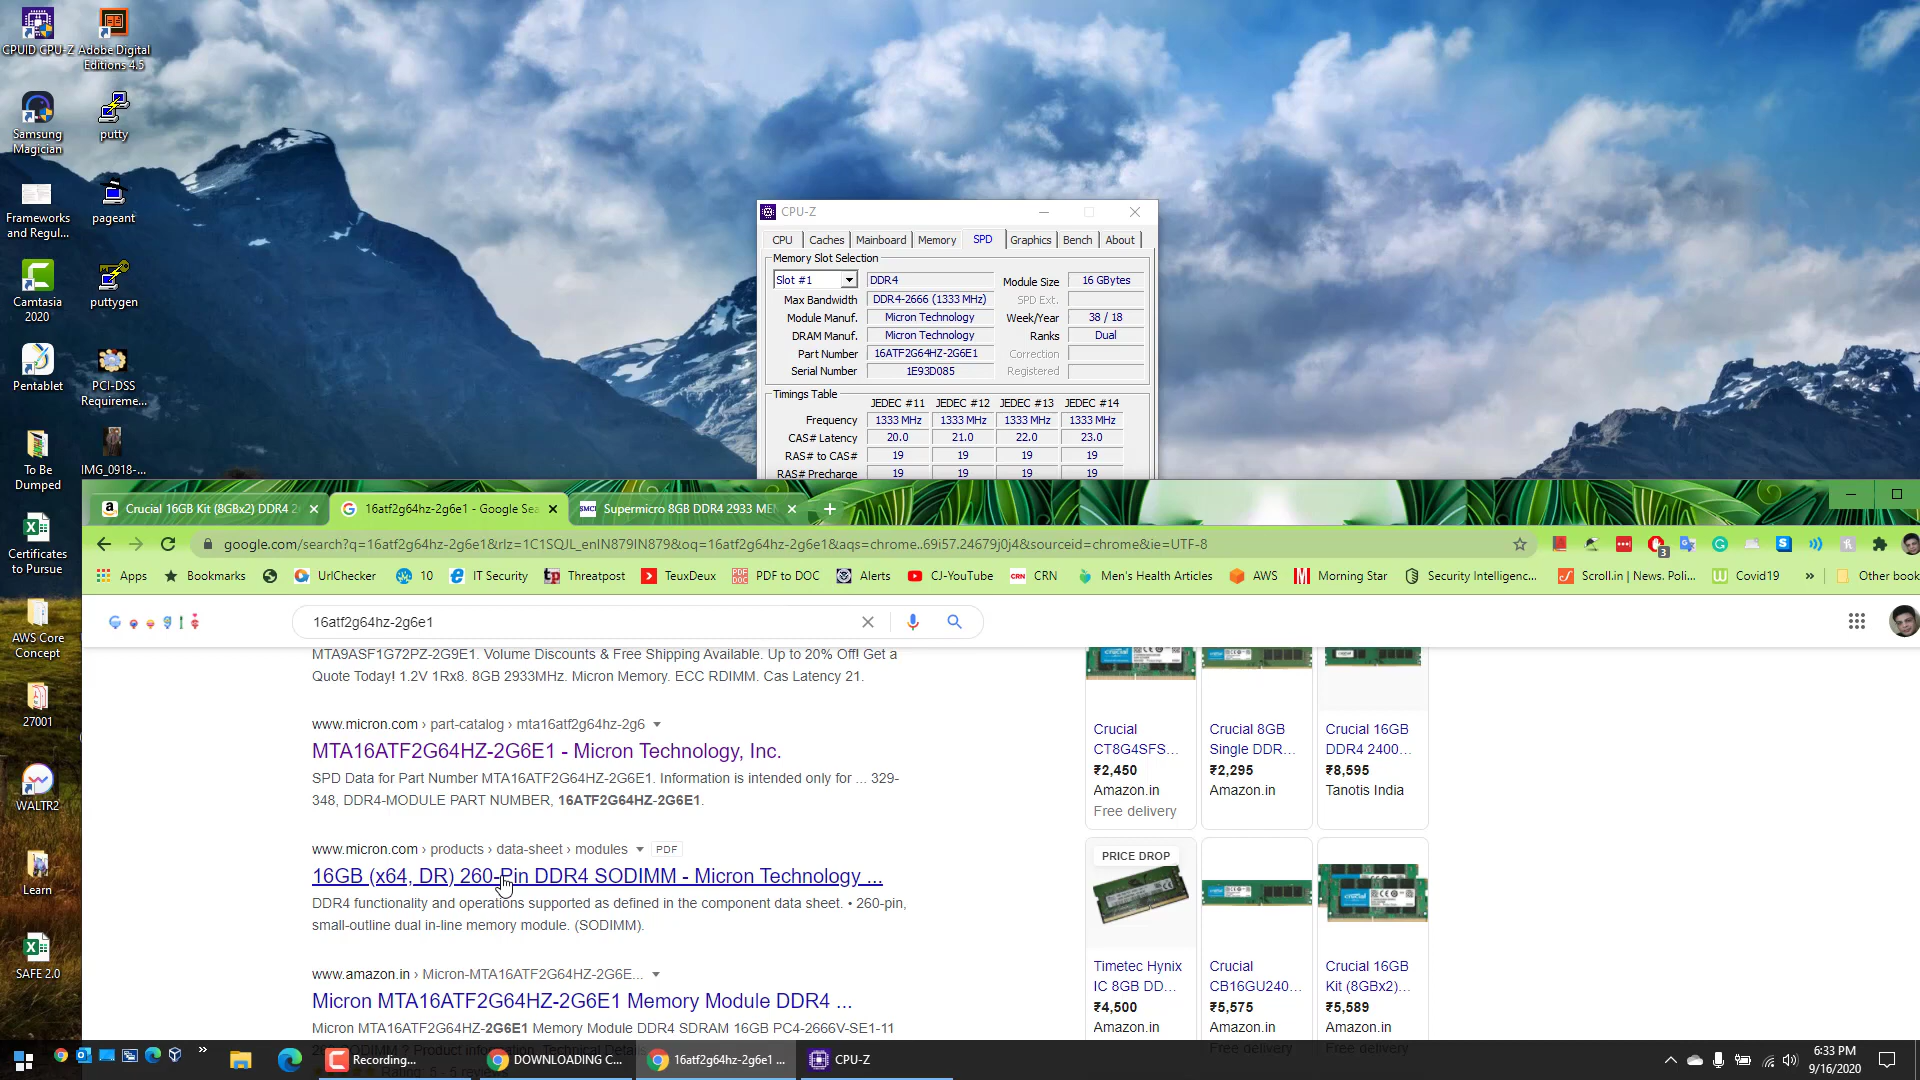 CPUID CPU-Z
Adobe Digital
Editions 4.5
Samsung
Magician
putty
Frameworks
and Regul...
pageant
Camtasia
2020
puttygen
Pentablet
PCI-DSS
Requireme...
To Be
Dumped
IMG_0918-...
Certificates
to Pursue
AWS Core
Concept
27001
WALTR2
Learn
SAFE 2.0
CPU-Z
CPU Caches Mainboard Memory SPD Graphics Bench About
Memory Slot Selection
Slot #1 DDR4 Module Size 16 GBytes
Max Bandwidth DDR4-2666 (1333 MHz) SPD Ext.
Module Manuf. Micron Technology Week/Year 38 / 18
DRAM Manuf. Micron Technology Ranks Dual
Part Number 16ATF2G64HZ-2G6E1 Correction
Serial Number 1E93D085 Registered
Timings Table
JEDEC #11 JEDEC #12 JEDEC #13 JEDEC #14
Frequency 1333 MHz 1333 MHz 1333 MHz 1333 MHz
CAS# Latency 20.0 21.0 22.0 23.0
RAS# to CAS# 19 19 19 19
RAS# Precharge 19 19 19 19
Crucial 16GB Kit (8GBx2) DDR4 2
16atf2g64hz-2g6e1 - Google Sea
Supermicro 8GB DDR4 2933 MEM
google.com/search?q=16atf2g64hz-2g6e1&rlz=1C1SQJL_enIN879IN879&oq=16atf2g64hz-2g6e1&aqs=chrome..69i57.24679j0j4&sourceid=chrome&ie=UTF-8
3
Apps Bookmarks UrlChecker 10 IT Security Threatpost TeuxDeux PDF to DOC Alerts CJ-YouTube CRN Men's Health Articles AWS Morning Star Security Intelligenc... Scroll.in | News. Poli... Covid19 » Other book
Google
16atf2g64hz-2g6e1
MTA9ASF1G72PZ-2G9E1. Volume Discounts & Free Shipping Available. Up to 20% Off! Get a
Quote Today! 1.2V 1Rx8. 8GB 2933MHz. Micron Memory. ECC RDIMM. Cas Latency 21.
www.micron.com › part-catalog › mta16atf2g64hz-2g6
MTA16ATF2G64HZ-2G6E1 - Micron Technology, Inc.
SPD Data for Part Number MTA16ATF2G64HZ-2G6E1. Information is intended only for ... 329-
348, DDR4-MODULE PART NUMBER, 16ATF2G64HZ-2G6E1.
www.micron.com › products › data-sheet › modules PDF
16GB (x64, DR) 260-Pin DDR4 SODIMM - Micron Technology ...
DDR4 functionality and operations supported as defined in the component data sheet. • 260-pin,
small-outline dual in-line memory module. (SODIMM).
www.amazon.in › Micron-MTA16ATF2G64HZ-2G6E...
Micron MTA16ATF2G64HZ-2G6E1 Memory Module DDR4 ...
Micron MTA16ATF2G64HZ-2G6E1 Memory Module DDR4 SDRAM 16GB PC4-2666V-SE1-11
Crucial
CT8G4SFS...
₹2,450
Amazon.in
Free delivery
Crucial 8GB
Single DDR...
₹2,295
Amazon.in
Crucial 16GB
DDR4 2400...
₹8,595
Tanotis India
PRICE DROP
Timetec Hynix
IC 8GB DD...
₹4,500
Amazon.in
Crucial
CB16GU240...
₹5,575
Amazon.in
Free delivery
Crucial 16GB
Kit (8GBx2)...
₹5,589
Amazon.in
Free delivery
»
Recording...
DOWNLOADING C...
16atf2g64hz-2g6e1 ...
CPU-Z
6:33 PM
9/16/2020